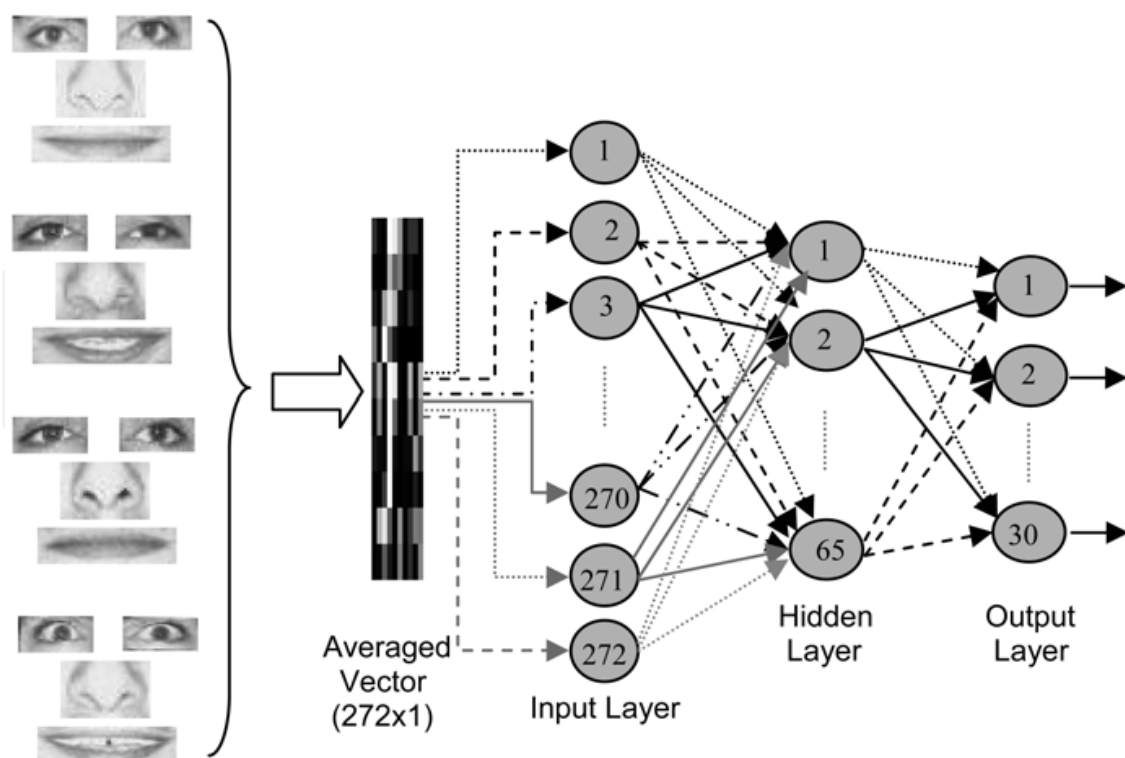 1
2
3
270
271
272
1
2
65
1
2
30
Averaged
Vector
(272x1)
Input Layer
Hidden
Layer
Output
Layer